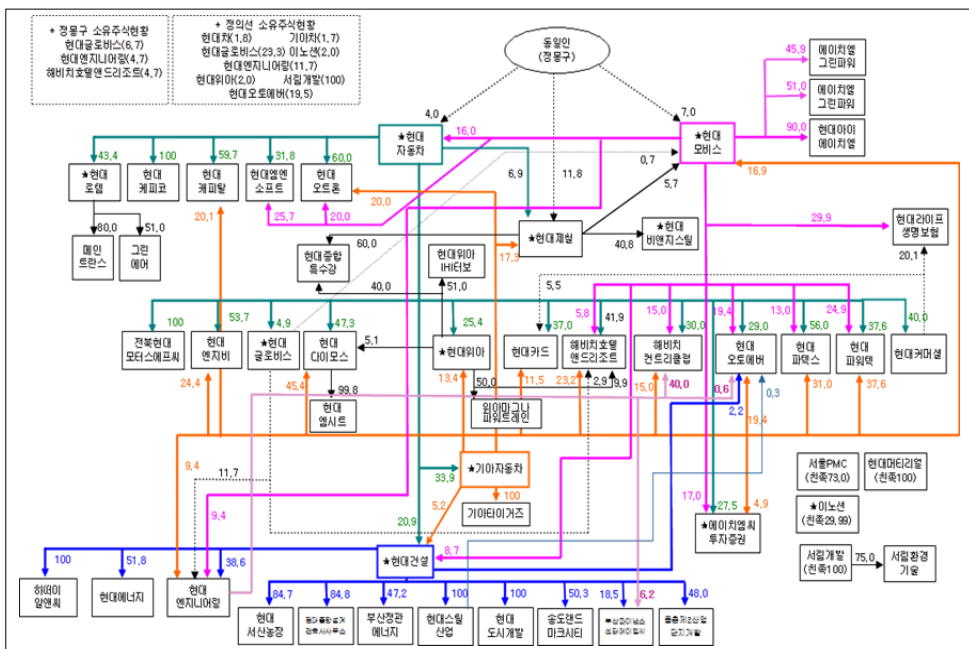 * 정몽구 소유주식현황
현대글로비스(6,7)
현대엔지니어링(4,7)
해비치호텔앤드리조트(4,7)
* 정의선 소유주식현황
현대차(1,8) 기아차(1,7)
현대글로비스(23,3) 이노션(2,0)
현대엔지니어링(11,7)
현대위아(2,0) 서림개발(100)
현대오토에버(19,5)
동일인
(정몽구)
45,9
에이치엘
그린파워
51,0
에이치엘
그린파워
90,0
현대아이
에이치엘
4,0
7,0
★현대
자동차
16,0
★현대
모비스
0,7
16,9
43,4
100
59,7
31,8
60,0
6,9
11,8
5,7
★현대
로템
현대
케피코
현대
캐피탈
현대엠엔
소프트
현대
오트론
20,0
20,1
25,7
20,0
80,0
51,0
메인
트란스
그린
에어
17,3
★현대제철
40,8
★현대
비앤지스틸
29,9
현대라이프
생명보험
20,1
60,0
현대종합
특수강
현대위아
IHI터보
40,0
51,0
5,5
100
53,7
4,9
47,3
25,4
37,0
5,8
41,9
15,0
30,0
19,4
29,0
13,0
56,0
24,9
37,6
40,0
전북현대
모터스에프씨
현대
엔지비
★현대
글로비스
현대
다이모스
5,1
★현대위아
현대카드
해비치호텔
앤드리조트
해비치
컨트리클럽
현대
오토에버
현대
파텍스
현대
파워텍
현대커머셜
24,4
45,4
99,8
13,4
50,0
11,5
23,2
2,9
9,9
15,0
40,0
0,6
2,2
0,3
19,4
31,0
37,6
현대
엠시트
위아마그나
파워트레인
★기아자동차
33,9
100
기아타이거즈
5,2
20,9
9,4
11,7
9,4
17,0
27,5
4,9
★에이치엠씨
투자증권
서울PMC
(친족73,0)
현대머티리얼
(친족100)
★이노션
(친족29,99)
서림개발
(친족100)
75,0
서림환경
기술
★현대건설
8,7
100
51,8
38,6
하떠이
알앤씨
현대에너지
현대
엔지니어링
84,7
84,8
47,2
100
100
50,3
18,5
6,2
48,0
현대
서산농장
현대종합설계
건축사사무소
부산정관
에너지
현대스틸
산업
현대
도시개발
송도랜드
마크시티